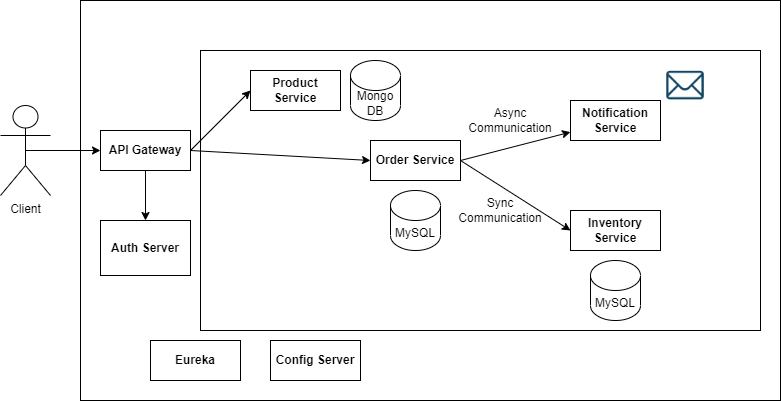 Product
Service
Mongo
DB
Async
Communication
Notification
Service
API Gateway
Order Service
Client
Sync
Communication
Inventory
Service
Auth Server
MySQL
MySQL
Eureka
Config Server